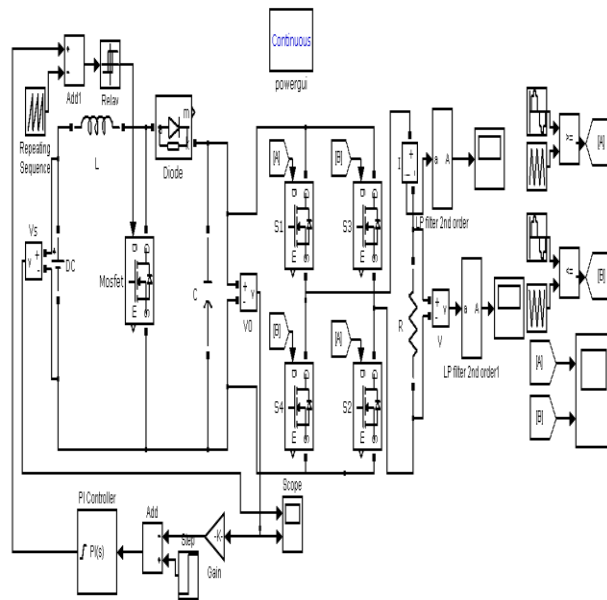 Continuous
powergui
+
-
Add1
Relay
Repeating
Sequence
L
m
Diode
Vs
v
+
-
DC
Mosfet
E
C
+
-
v
V0
[A]
[B]
S1
S3
E
E
[B]
[A]
S4
S2
E
E
I
+
-
a
A
LP filter 2nd order
R
+
-
v
V
a
A
LP filter 2nd order1
>=
[A]
<=
[B]
[A]
[B]
Scope
PI Controller
PI(s)
Add
-
+
Step
-K-
Gain